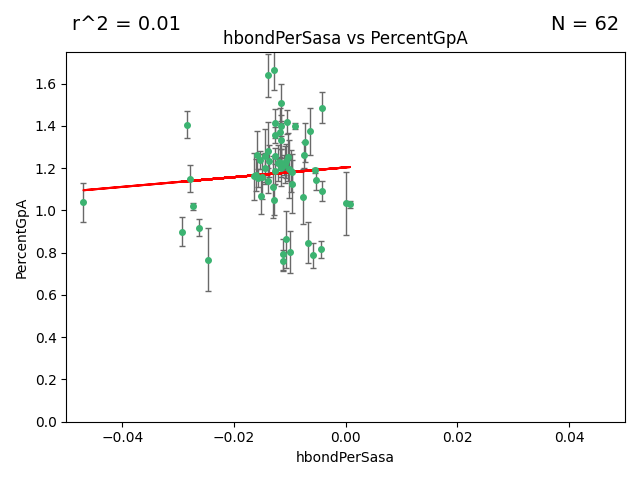 r^2 = 0.01
N = 62
hbondPerSasa vs PercentGpA
PercentGpA
1.6
1.4
1.2
1.0
0.8
0.6
0.4
0.2
0.0
−0.04
−0.02
0.00
0.02
0.04
hbondPerSasa